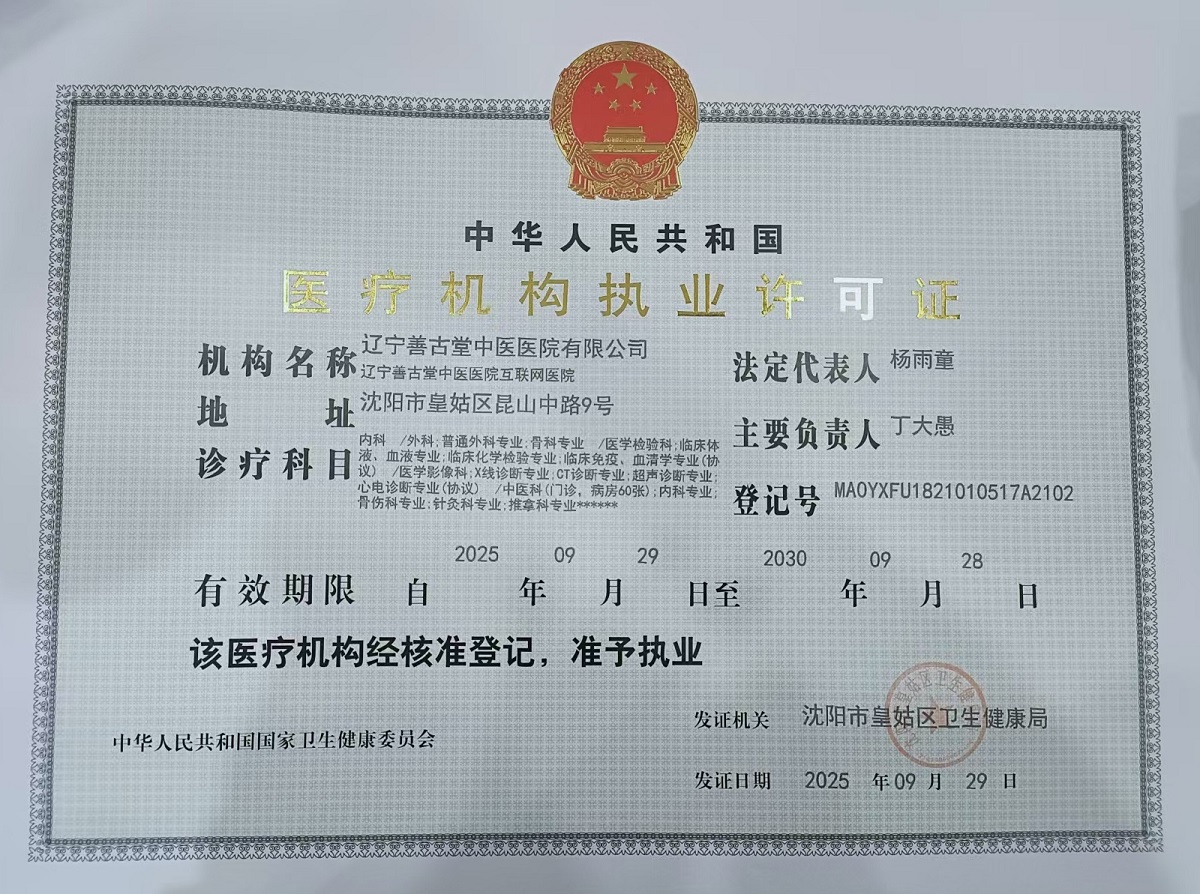 中华人民共和国
医疗机构执业许可证
机构名称 辽宁善古堂中医医院有限公司
辽宁善古堂中医医院互联网医院
法定代表人 杨雨童
地址 沈阳市皇姑区昆山中路9号
主要负责人 丁大愚
诊疗科目 内科 /外科;普通外科专业;骨科专业 /医学检验科;临床体
液、血液专业;临床化学检验专业;临床免疫、血清学专业(协
议) /医学影像科;X线诊断专业;CT诊断专业;超声诊断专业;
心电诊断专业(协议) /中医科(门诊,病房60张);内科专业;
骨伤科专业;针灸科专业;推拿科专业******
登记号 MA0YXFU1821010517A2102
有效期限 自 2025 年 09 月 29 日至 2030 年 09 月 28 日
该医疗机构经核准登记，准予执业
发证机关 沈阳市皇姑区卫生健康局
中华人民共和国国家卫生健康委员会
发证日期 2025 年 09 月 29 日